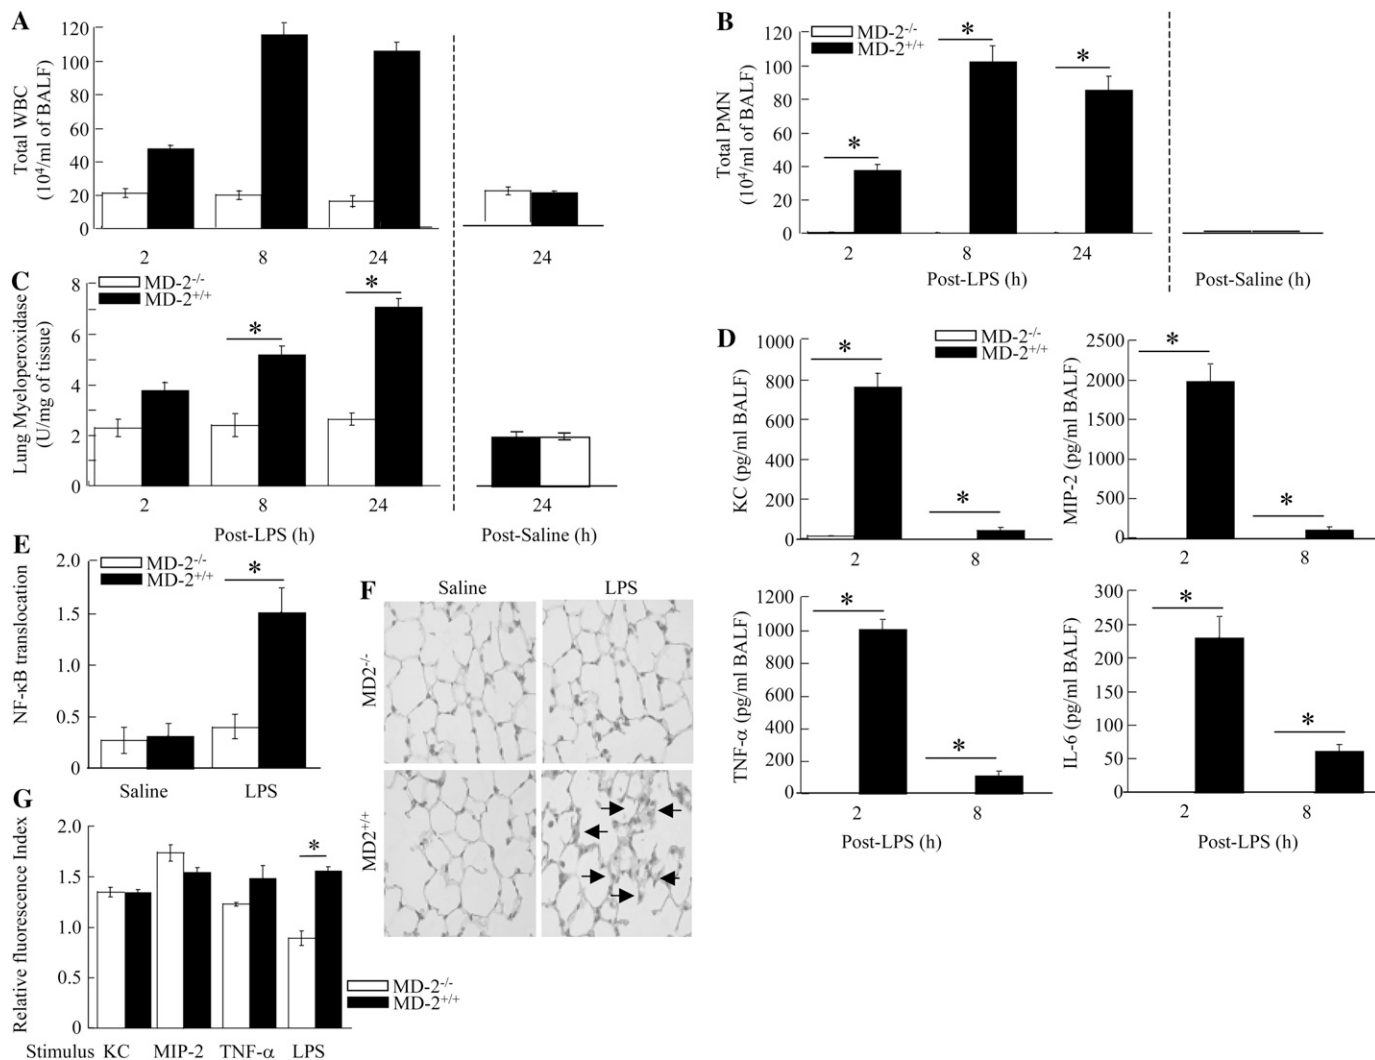 A
120
100
80
60
40
20
0
Total WBC
(10⁴/ml of BALF)
2 8 24 24
B
MD-2-/-
MD-2+/+
120
100
80
60
40
20
0
Total PMN
(10⁴/ml of BALF)
* * *
2 8 24
Post-LPS (h) Post-Saline (h)
C
MD-2-/-
MD-2+/+
8
6
4
2
0
Lung Myeloperoxidase
(U/mg of tissue)
* *
2 8 24 24
Post-LPS (h) Post-Saline (h)
D
MD-2-/-
MD-2+/+
1000
800
600
400
200
0
KC (pg/ml BALF)
* *
2 8
2500
2000
1500
1000
500
0
MIP-2 (pg/ml BALF)
* *
2 8
1200
1000
800
600
400
200
0
TNF-α (pg/ml BALF)
* *
2 8
Post-LPS (h)
300
250
200
150
100
50
0
IL-6 (pg/ml BALF)
* *
2 8
Post-LPS (h)
E
MD-2-/-
MD-2+/+
2.0
1.5
1.0
0.5
0
NF-κB translocation
*
Saline LPS
F
Saline LPS
MD2-/-
MD2+/+
G
2.0
1.5
1.0
0.5
0
Relative fluorescence Index
*
MD-2-/-
MD-2+/+
Stimulus KC MIP-2 TNF-α LPS